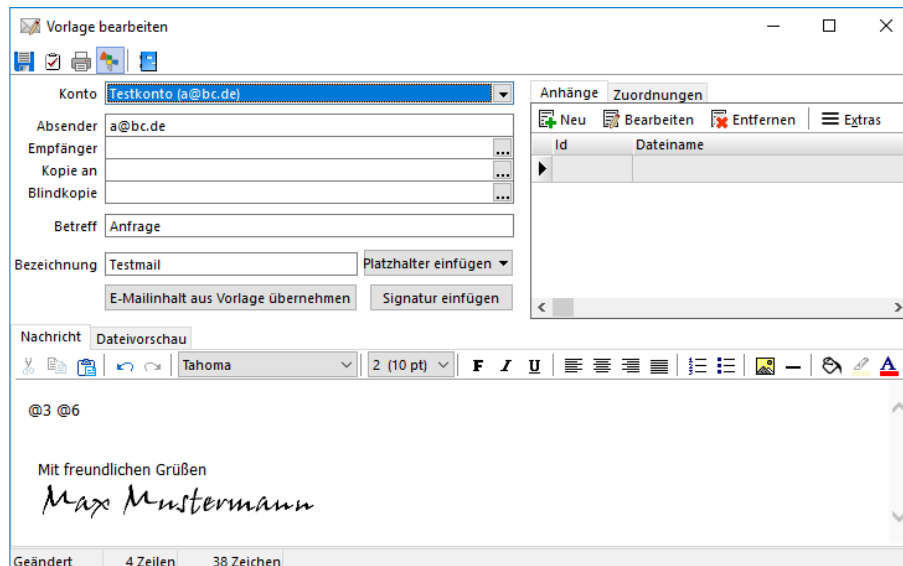 Vorlage bearbeiten
Konto Testkonto (a@bc.de)
Absender a@bc.de
Empfänger ...
Kopie an ...
Blindkopie ...
Betreff Anfrage
Bezeichnung Testmail Platzhalter einfügen
E-Mailinhalt aus Vorlage übernehmen Signatur einfügen
Anhänge Zuordnungen
Neu Bearbeiten Entfernen Extras
Id Dateiname
Nachricht Dateivorschau
Tahoma 2 (10 pt) F I U A
@3 @6
Mit freundlichen Grüßen
Max Mustermann
Geändert 4 Zeilen 38 Zeichen